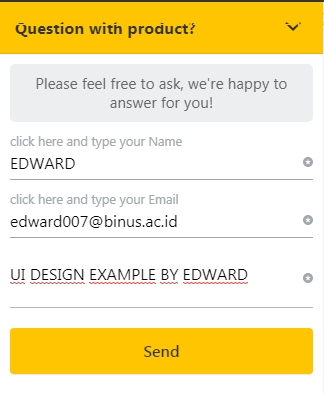 Question with product?
Please feel free to ask, we're happy to
answer for you!
click here and type your Name
EDWARD
click here and type your Email
edward007@binus.ac.id
UI DESIGN EXAMPLE BY EDWARD
Send